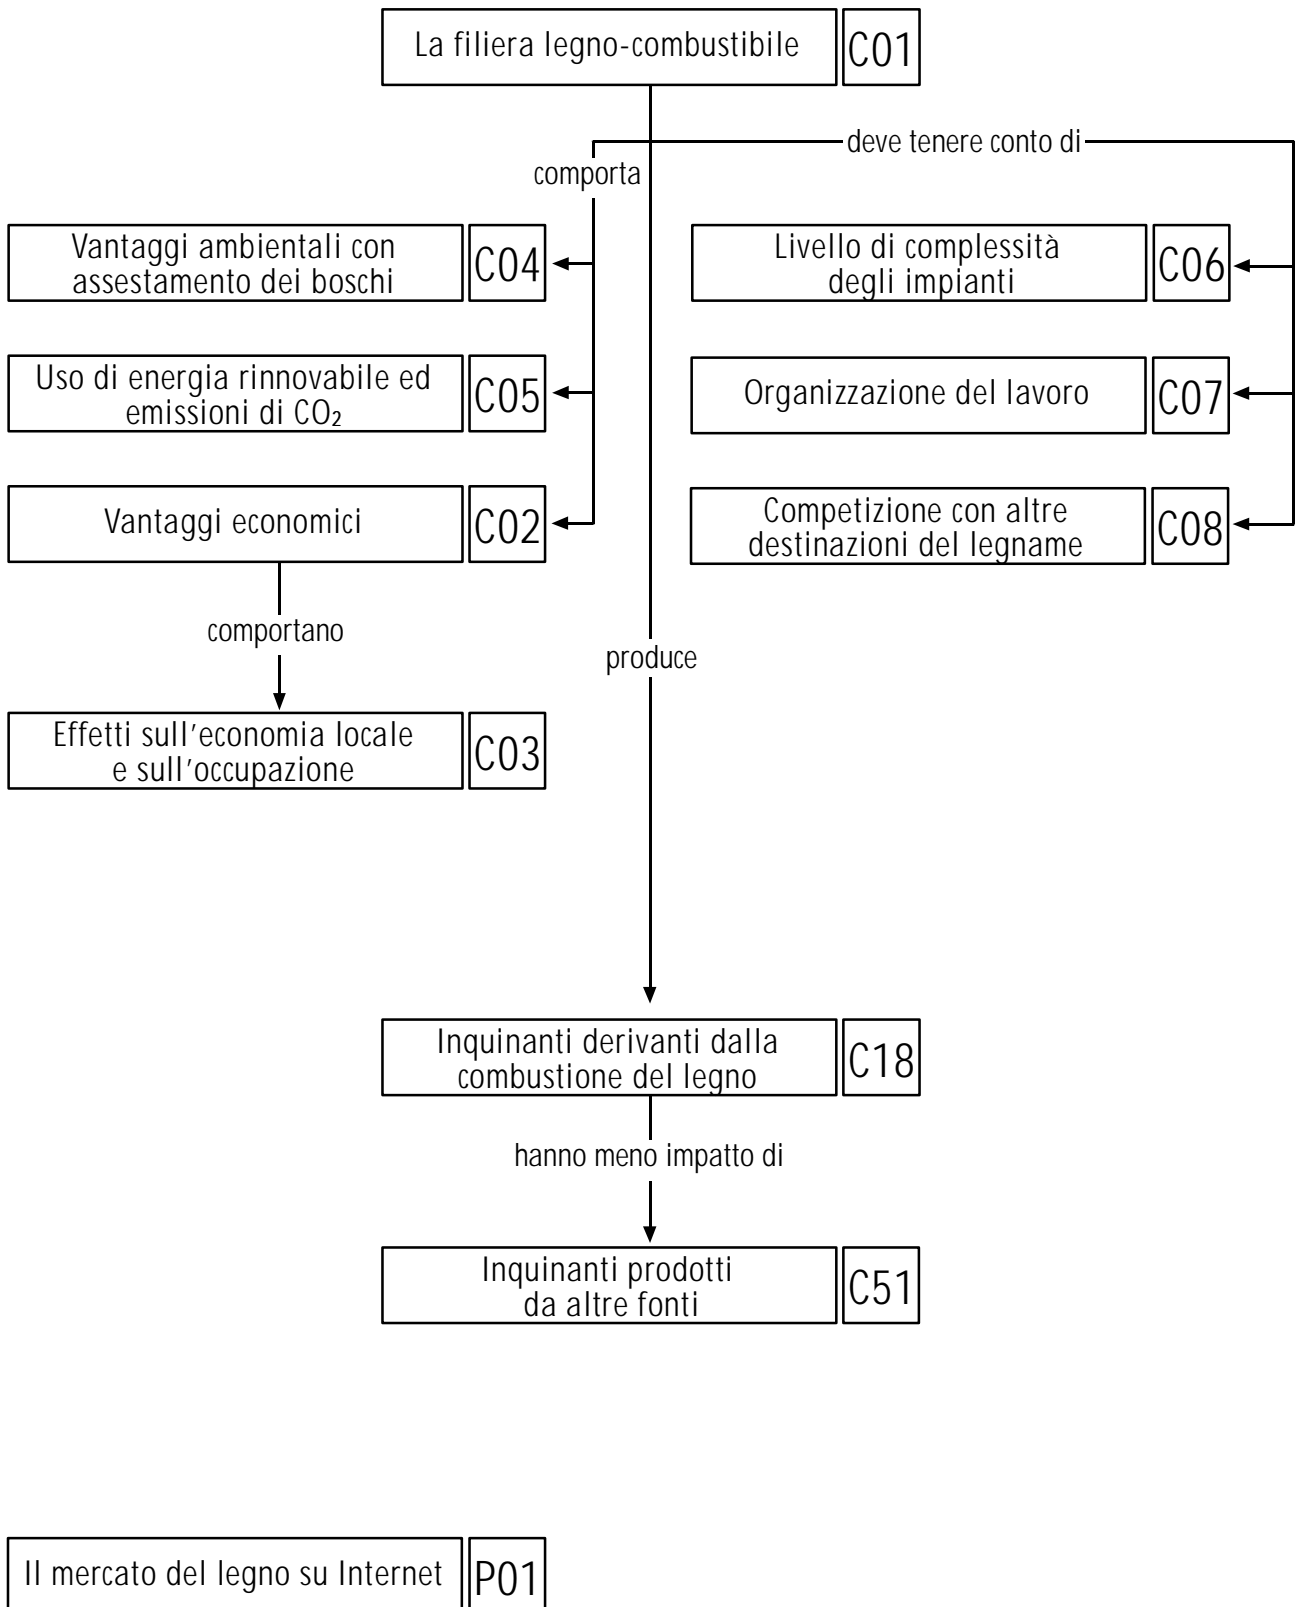 La filiera legno-combustibile
C01
deve tenere conto di
comporta
Vantaggi ambientali con
assestamento dei boschi
C04
Livello di complessità
degli impianti
C06
Uso di energia rinnovabile ed
emissioni di CO₂
C05
Organizzazione del lavoro
C07
Vantaggi economici
C02
Competizione con altre
destinazioni del legname
C08
comportano
produce
Effetti sull'economia locale
e sull'occupazione
C03
Inquinanti derivanti dalla
combustione del legno
C18
hanno meno impatto di
Inquinanti prodotti
da altre fonti
C51
Il mercato del legno su Internet
P01